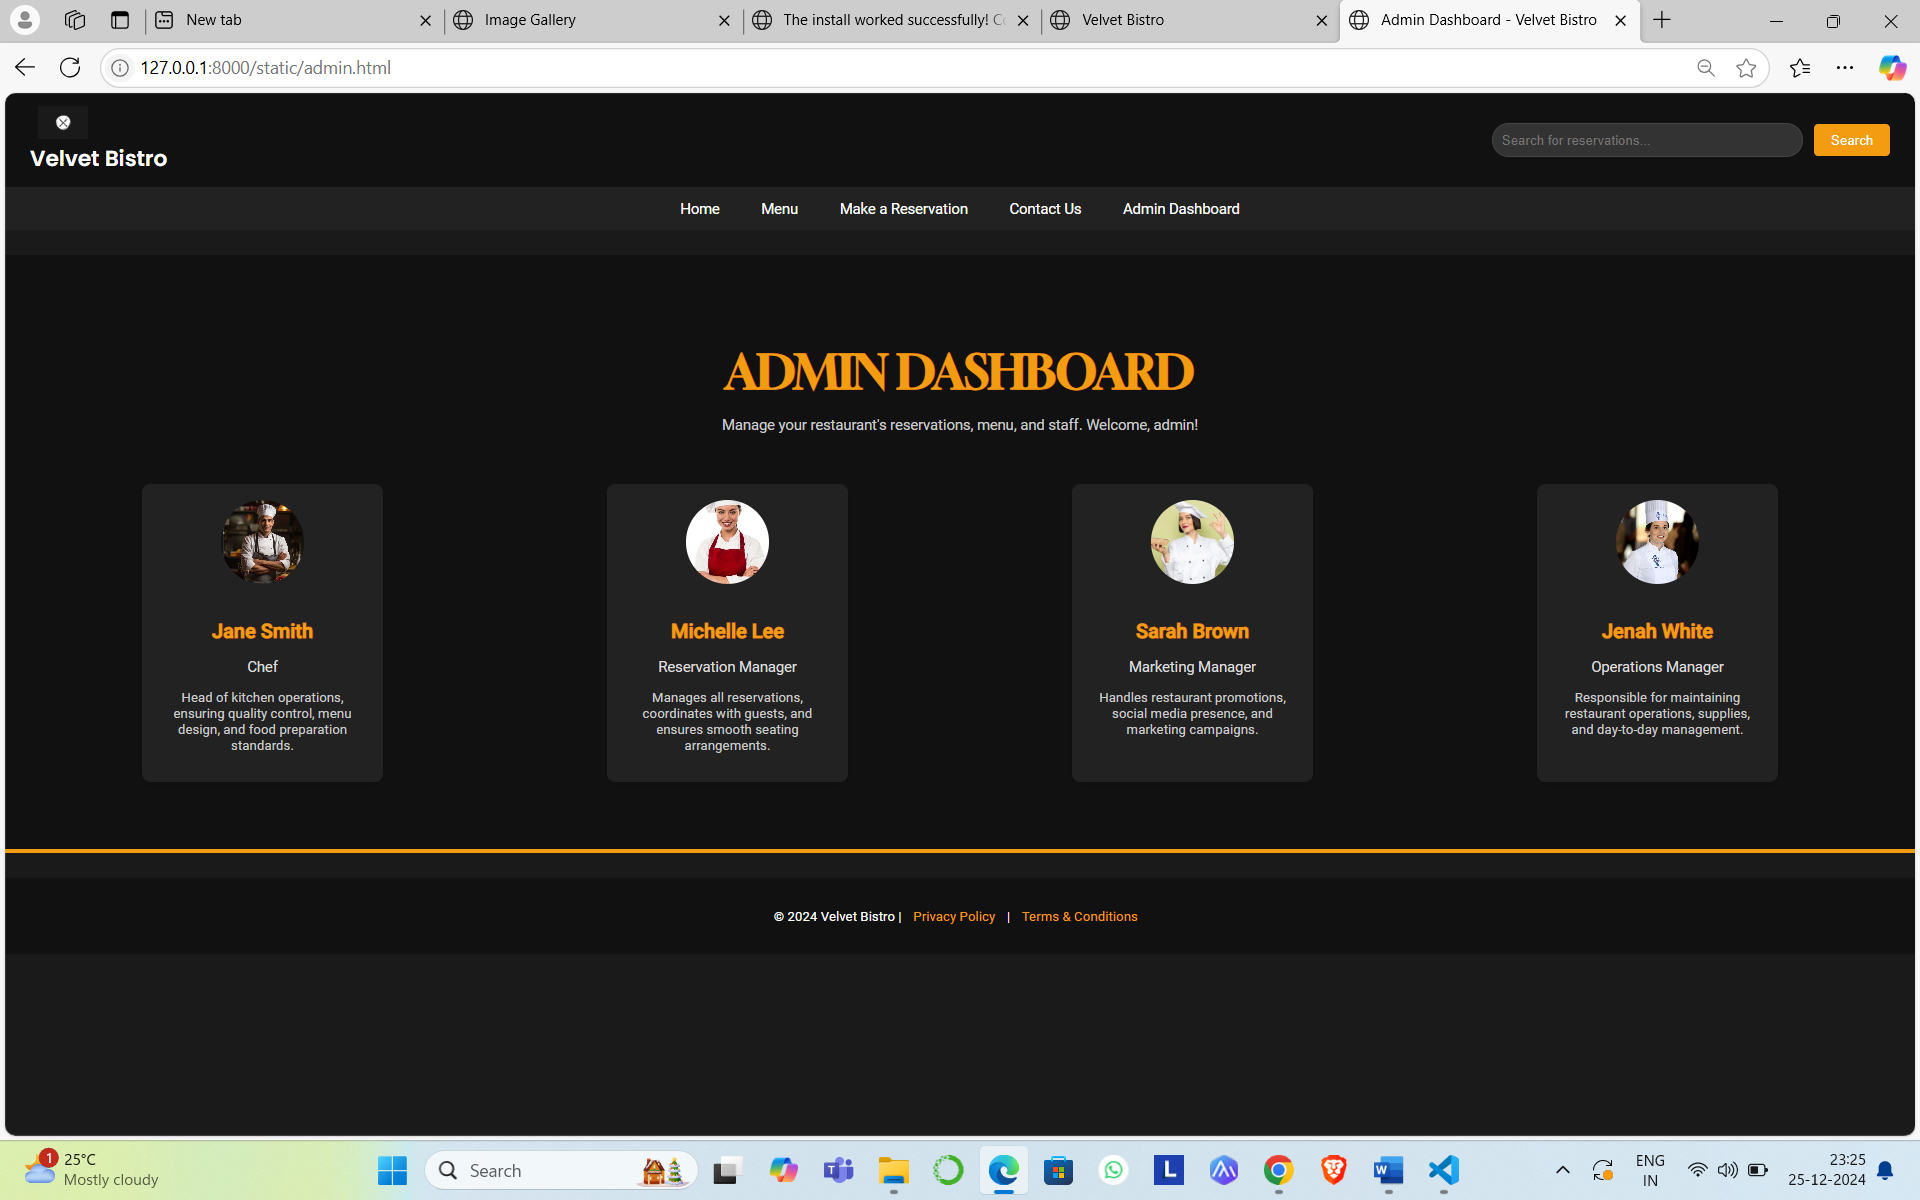 New tab
Image Gallery
The install worked successfully! C
Velvet Bistro
Admin Dashboard - Velvet Bistro
127.0.0.1:8000/static/admin.html
Velvet Bistro
Search for reservations...
Search
Home
Menu
Make a Reservation
Contact Us
Admin Dashboard
ADMIN DASHBOARD
Manage your restaurant's reservations, menu, and staff. Welcome, admin!
Jane Smith
Chef
Head of kitchen operations,
ensuring quality control, menu
design, and food preparation
standards.
Michelle Lee
Reservation Manager
Manages all reservations,
coordinates with guests, and
ensures smooth seating
arrangements.
Sarah Brown
Marketing Manager
Handles restaurant promotions,
social media presence, and
marketing campaigns.
Jenah White
Operations Manager
Responsible for maintaining
restaurant operations, supplies,
and day-to-day management.
© 2024 Velvet Bistro | Privacy Policy | Terms & Conditions
1
25°C
Mostly cloudy
Search
L
ENG
IN
23:25
25-12-2024